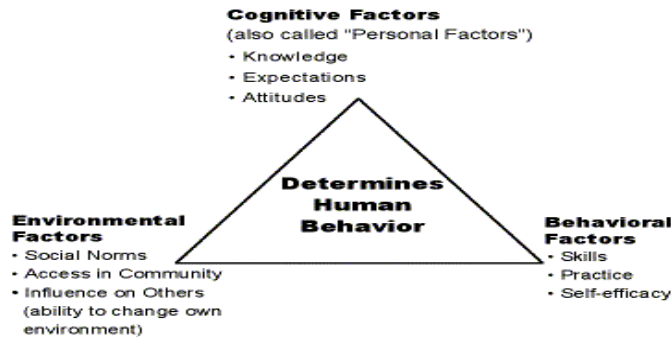 Cognitive Factors
(also called "Personal Factors")
• Knowledge
• Expectations
• Attitudes
Determines
Human
Behavior
Environmental
Factors
• Social Norms
• Access in Community
• Influence on Others
(ability to change own
environment)
Behavioral
Factors
• Skills
• Practice
• Self-efficacy